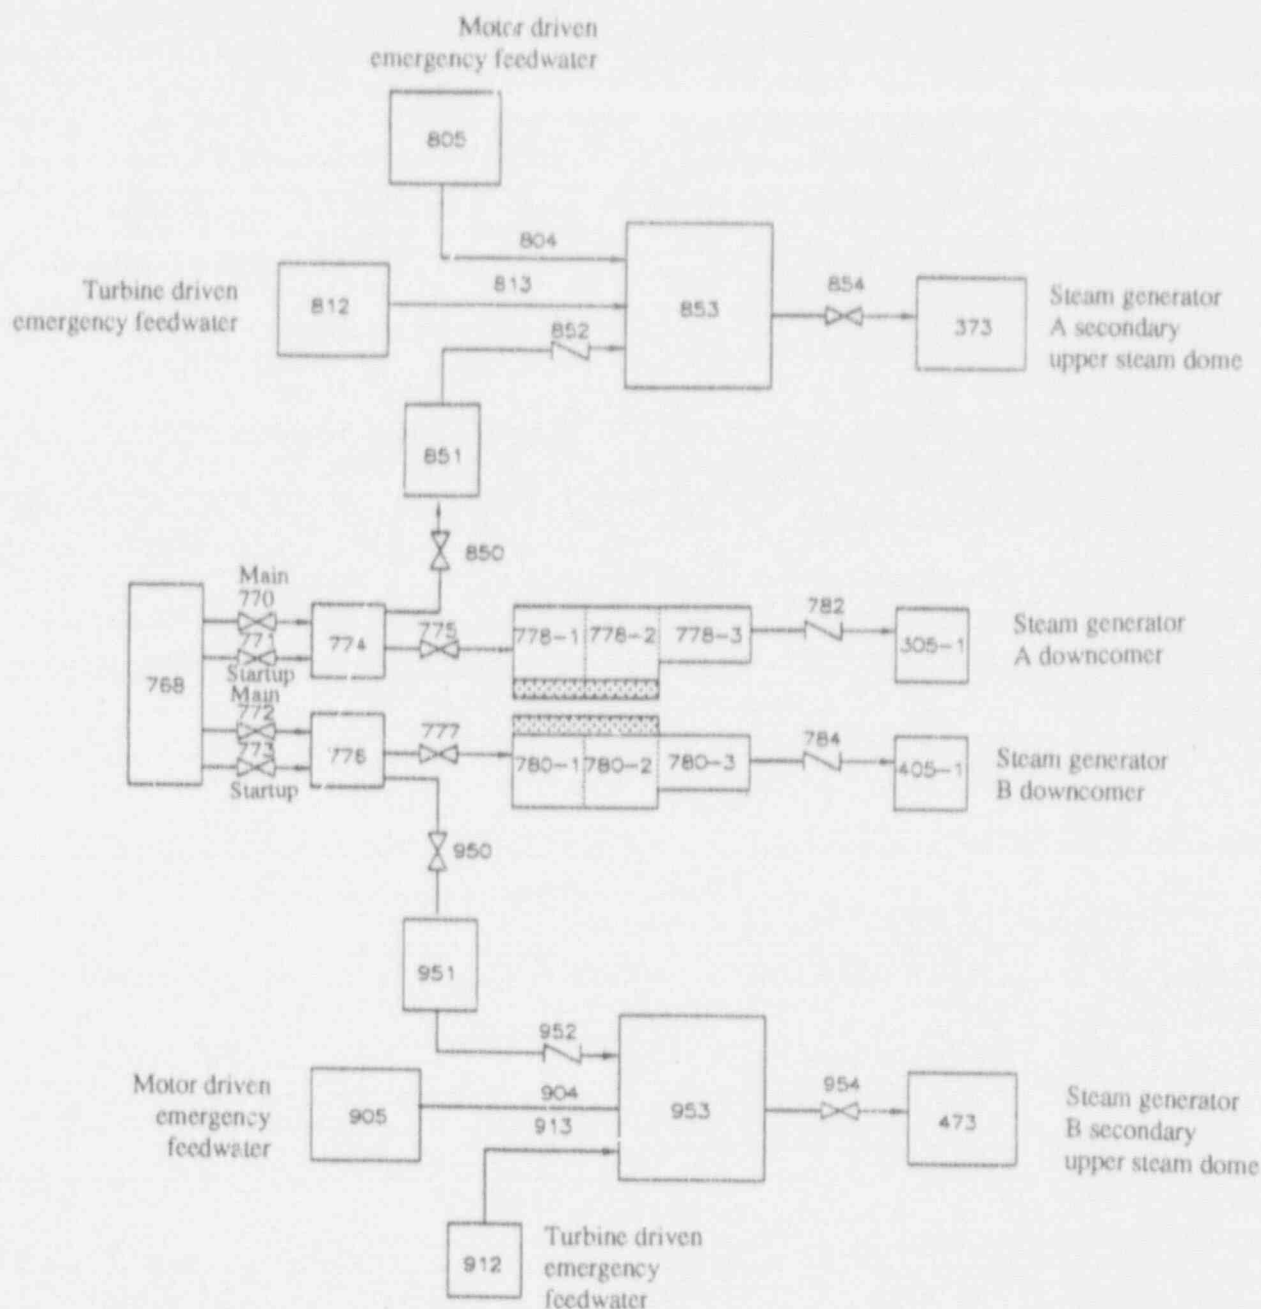 Motor driven
emergency feedwater
805
804
Turbine driven
emergency feedwater
812
813
852
853
854
373
Steam generator
A secondary
upper steam dome
851
850
Main
770
771
Startup
768
774
775
778-1
778-2
778-3
782
305-1
Steam generator
A downcomer
Main
772
773
Startup
776
777
780-1
780-2
780-3
784
405-1
Steam generator
B downcomer
950
951
952
953
954
473
Steam generator
B secondary
upper steam dome
Motor driven
emergency
feedwater
905
904
913
912
Turbine driven
emergency
feedwater